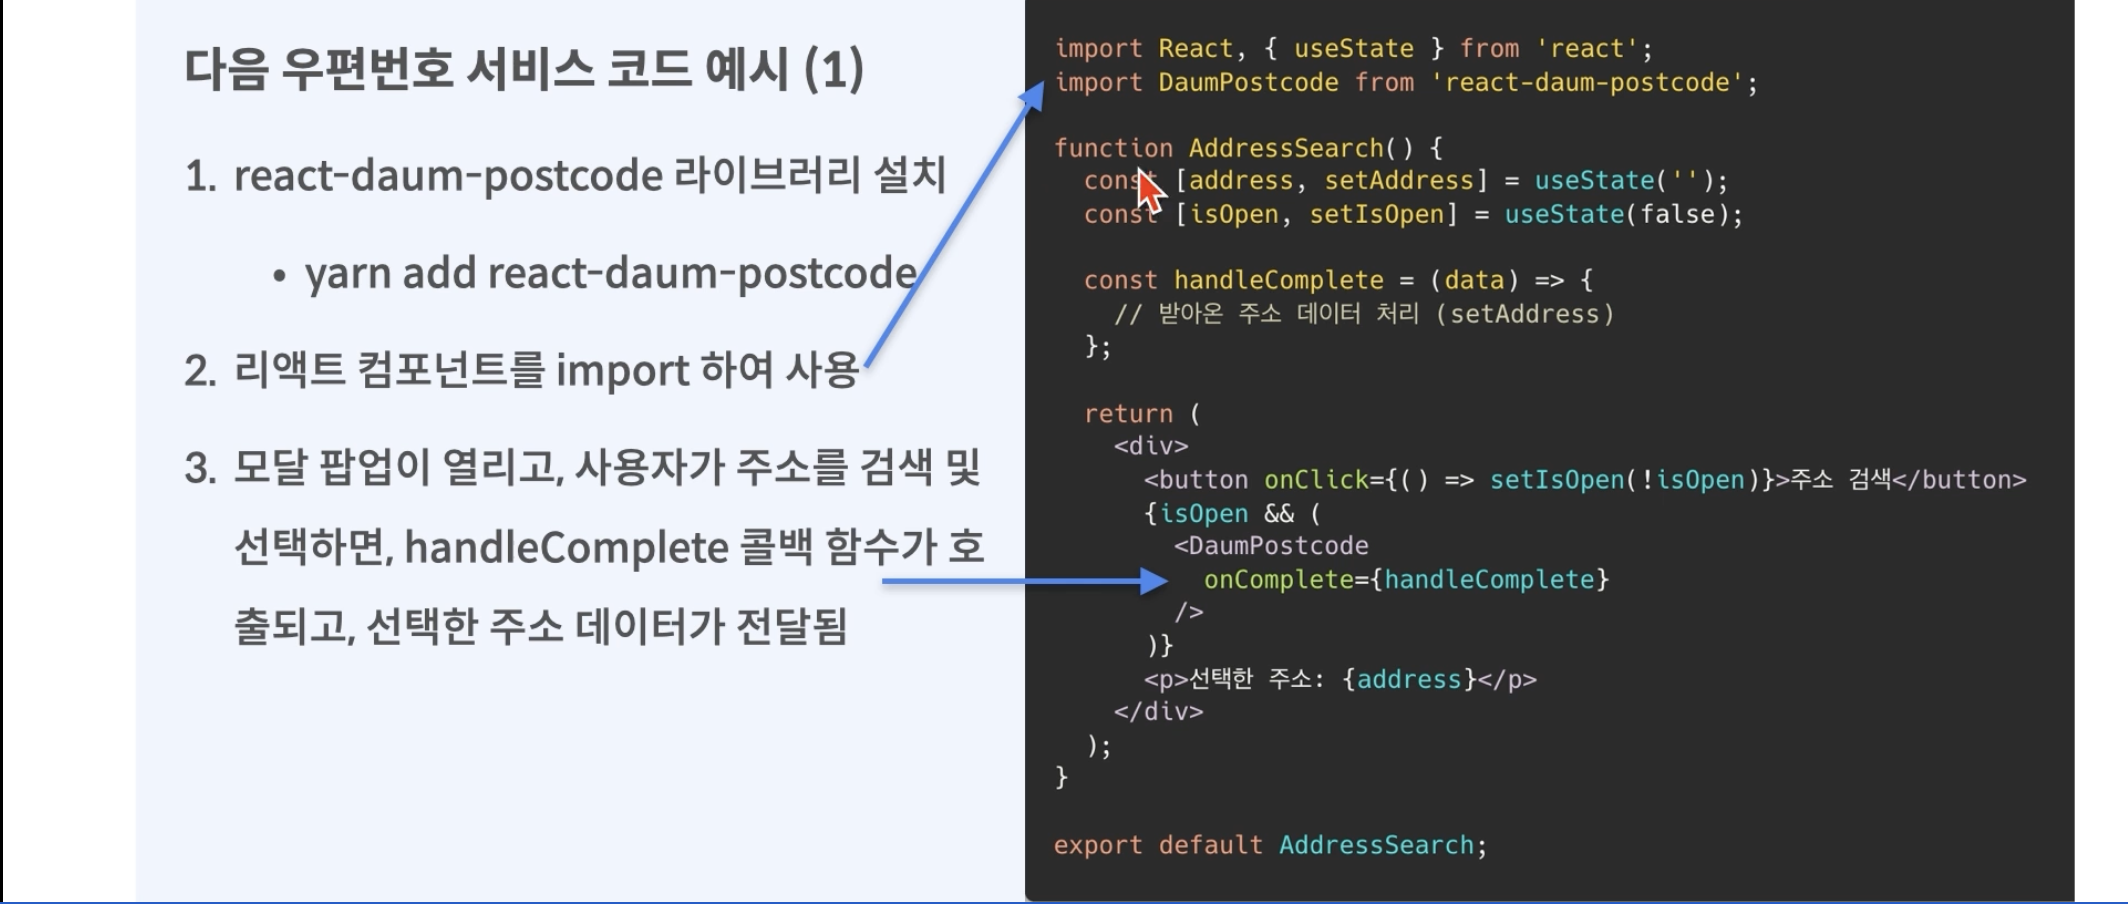 다음 우편번호 서비스 코드 예시 (1)
1. react-daum-postcode 라이브러리 설치
• yarn add react-daum-postcode
2. 리액트 컴포넌트를 import 하여 사용
3. 모달 팝업이 열리고, 사용자가 주소를 검색 및
선택하면, handleComplete 콜백 함수가 호
출되고, 선택한 주소 데이터가 전달됨
import React, { useState } from 'react';
import DaumPostcode from 'react-daum-postcode';
function AddressSearch() {
  const [address, setAddress] = useState('');
  const [isOpen, setIsOpen] = useState(false);
  const handleComplete = (data) => {
    // 받아온 주소 데이터 처리 (setAddress)
  };
  return (
    <div>
      <button onClick={() => setIsOpen(!isOpen)}>주소 검색</button>
      {isOpen && (
        <DaumPostcode
          onComplete={handleComplete}
        />
      )}
      <p>선택한 주소: {address}</p>
    </div>
  );
}
export default AddressSearch;